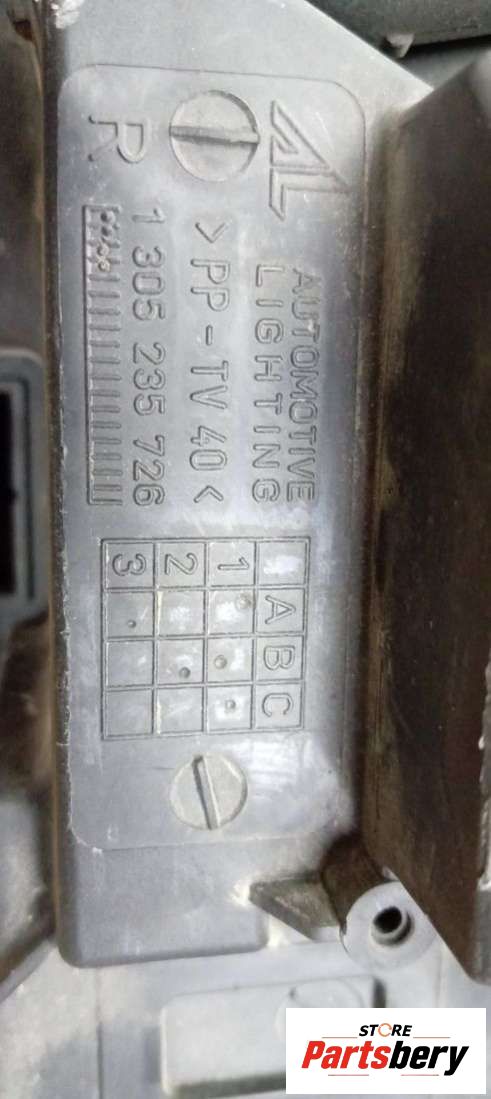 AL
AUTOMOTIVE
LIGHTING
> PP - TV 40 <
R
1 305 235 726
A B C
1
2
3
STORE
Partsbery